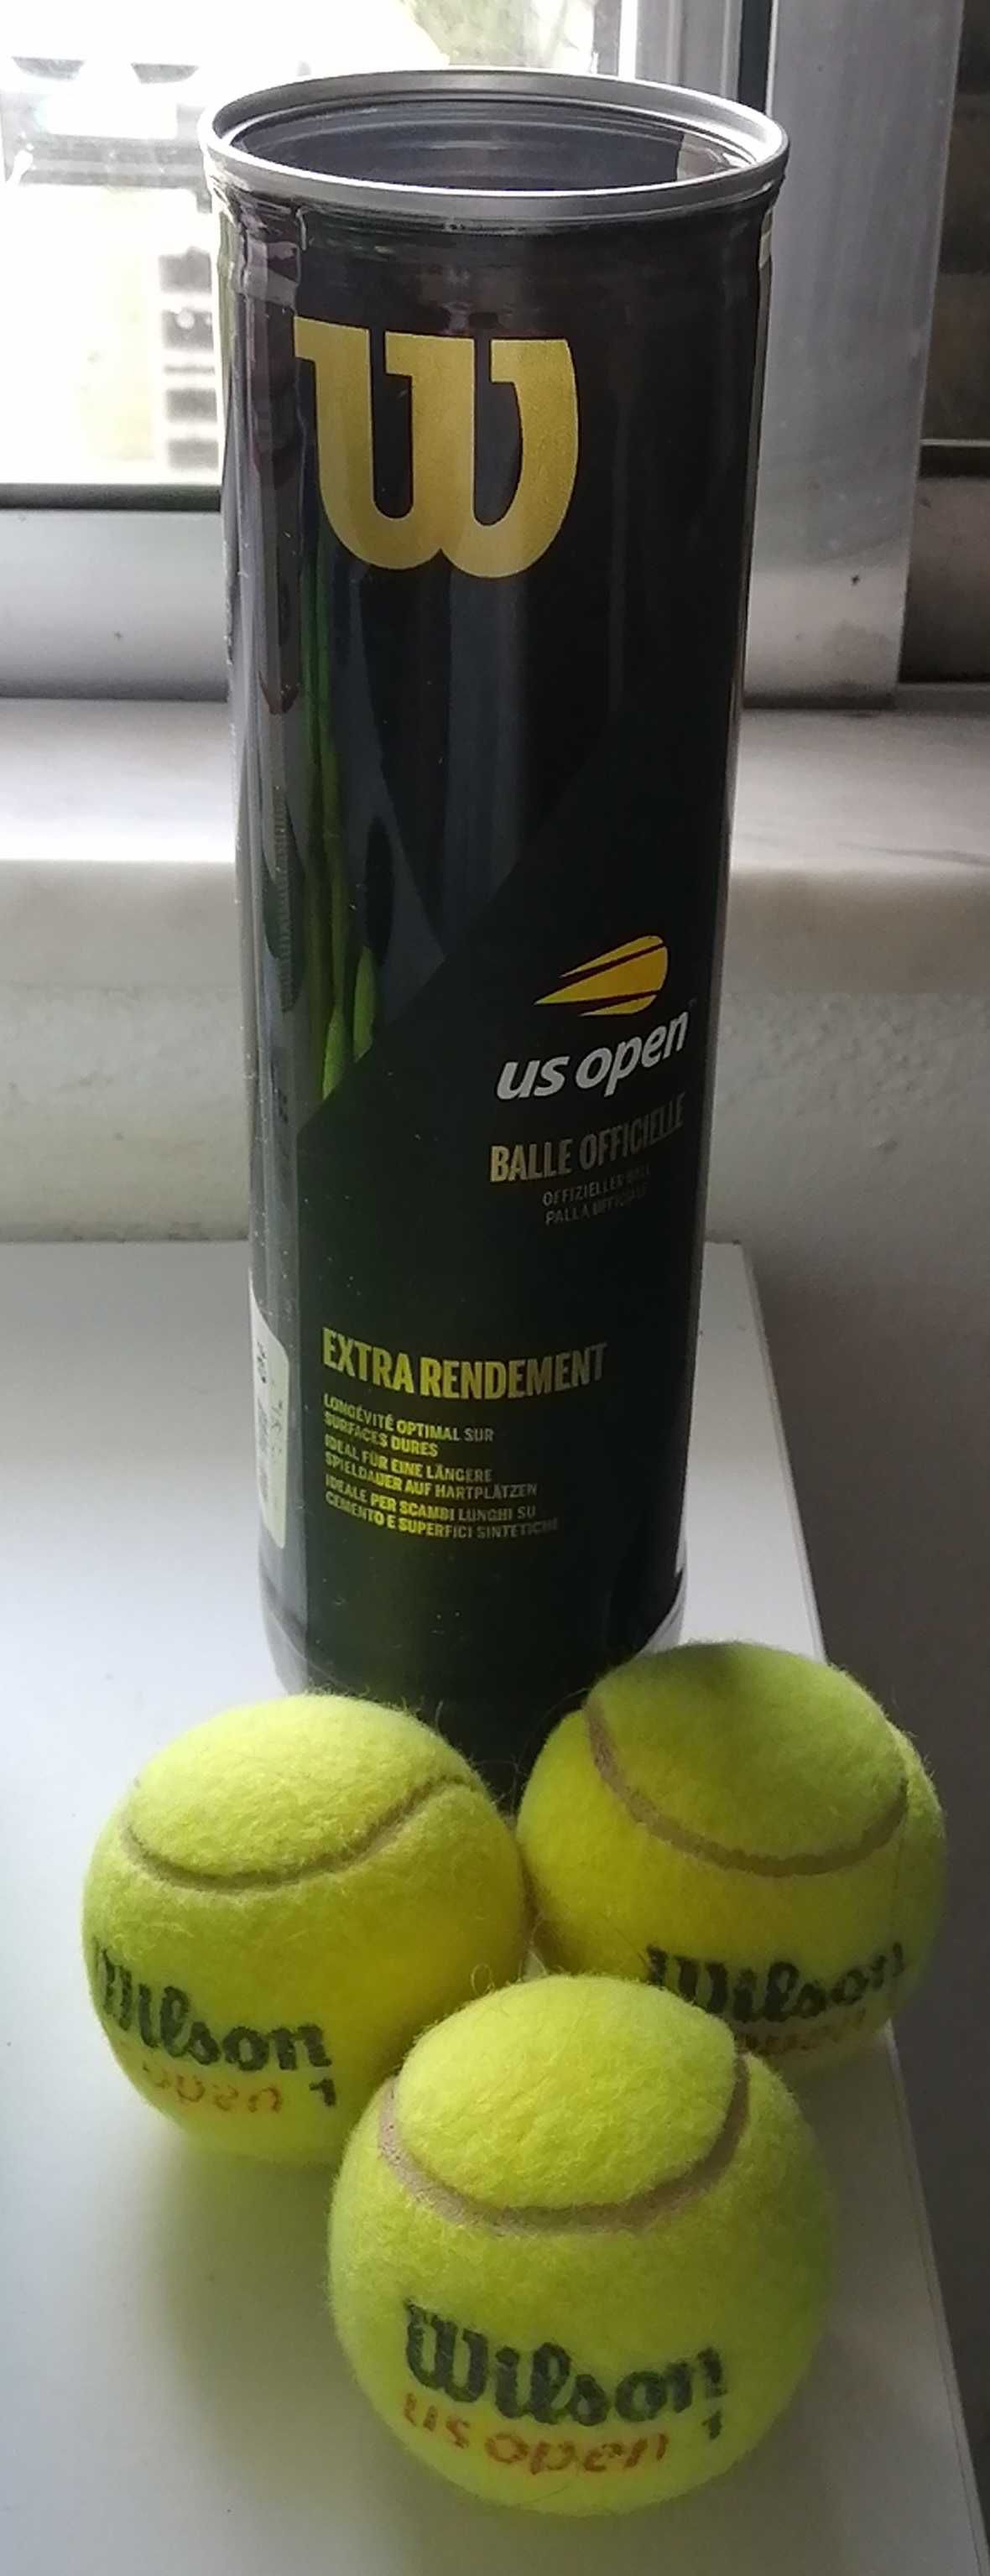 W
us open
BALLE OFFICIELLE
OFFIZIELLER BALL
PALLA UFFICIALE
EXTRA RENDEMENT
LONGÉVITÉ OPTIMAL SUR
SURFACES DURES
IDEAL FÜR EINE LÄNGERE
SPIELDAUER AUF HARTPLÄTZEN
IDEALE PER SCAMBI LUNGHI SU
CEMENTO E SUPERFICI SINTETICHE
Wilson
open 1
Wilson
open
Wilson
us open 1